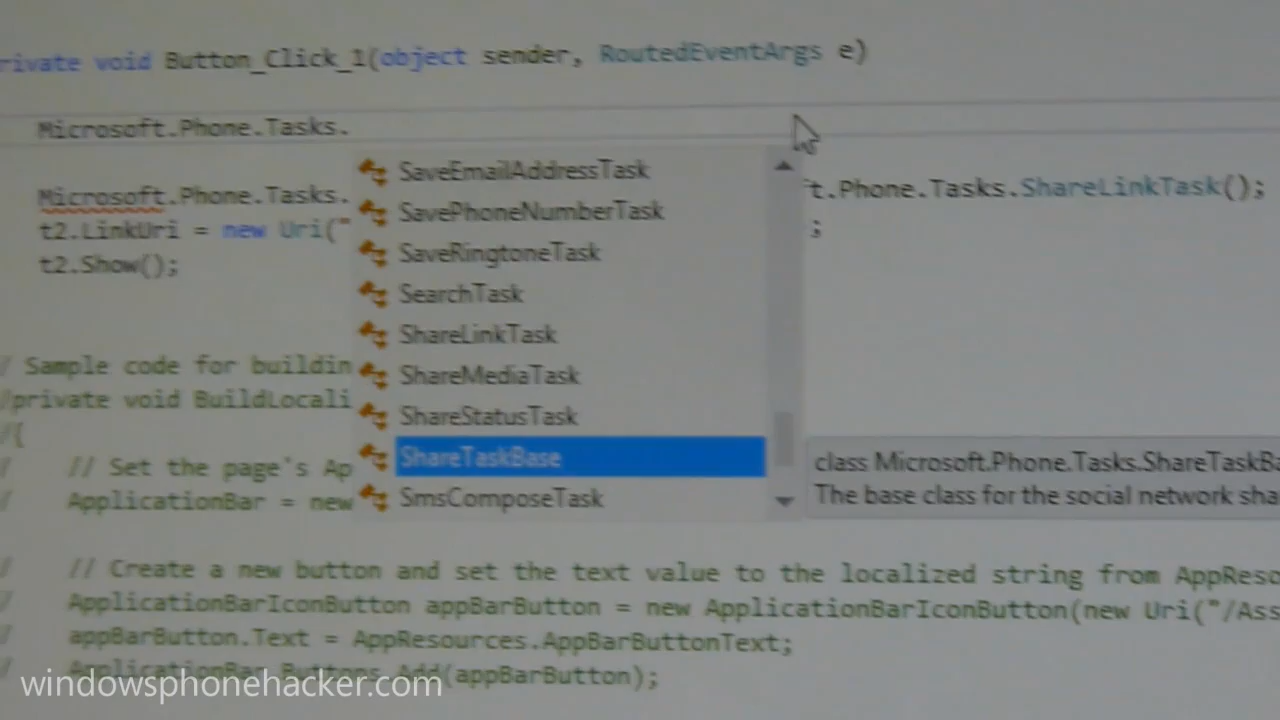 rivate void Button_Click_1(object sender, RoutedEventArgs e)
Microsoft.Phone.Tasks.
Microsoft.Phone.Tasks.
t.Phone.Tasks.ShareLinkTask();
t2.LinkUri = new Uri("
;
t2.Show();
SaveEmailAddressTask
SavePhoneNumberTask
SaveRingtoneTask
SearchTask
ShareLinkTask
ShareMediaTask
ShareStatusTask
ShareTaskBase
SmsComposeTask
class Microsoft.Phone.Tasks.ShareTaskBa
The base class for the social network sha
/ Sample code for buildin
/private void BuildLocali
/{
/ // Set the page's Ap
/ ApplicationBar = new
/ // Create a new button and set the text value to the localized string from AppReso
/ ApplicationBarIconButton appBarButton = new ApplicationBarIconButton(new Uri("/Ass
/ appBarButton.Text = AppResources.AppBarButtonText;
/ ApplicationBar.Buttons.Add(appBarButton);
windowsphonehacker.com